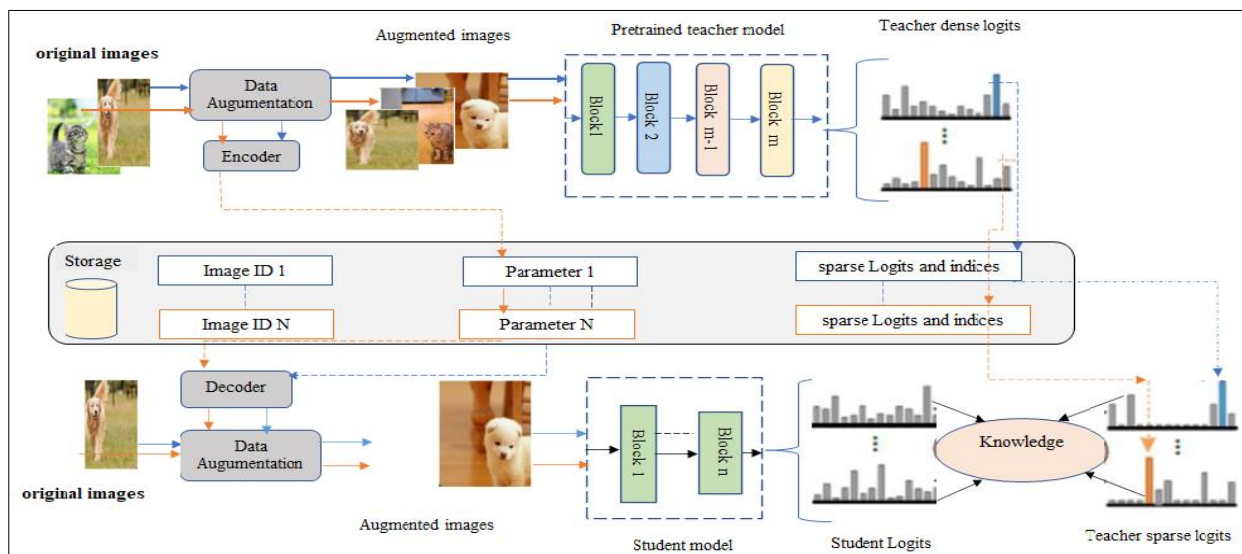 Augmented images
Pretrained teacher model
Teacher dense logits
original images
Data
Augumentation
Encoder
Block1
Block 2
Block m-1
Block m
Storage
Image ID 1
Parameter 1
sparse Logits and indices
Image ID N
Parameter N
sparse Logits and indices
Decoder
Data
Augumentation
original images
Augmented images
Block 1
Block n
Student model
Student Logits
Knowledge
Teacher sparse logits